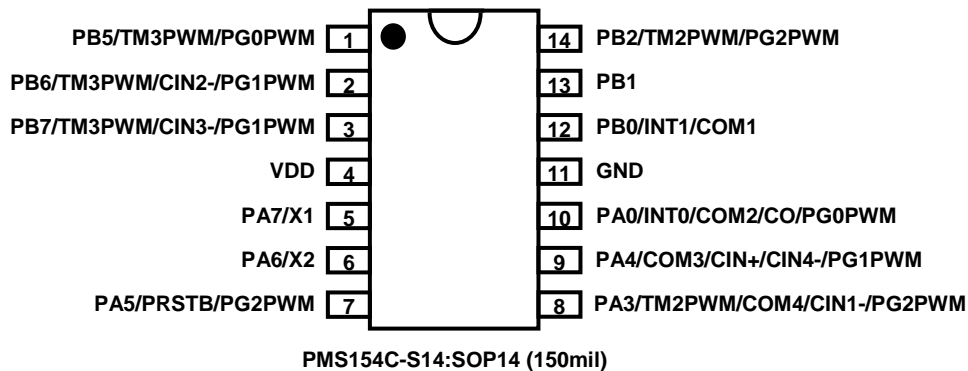 PB5/TM3PWM/PG0PWM 1 14 PB2/TM2PWM/PG2PWM
PB6/TM3PWM/CIN2-/PG1PWM 2 13 PB1
PB7/TM3PWM/CIN3-/PG1PWM 3 12 PB0/INT1/COM1
VDD 4 11 GND
PA7/X1 5 10 PA0/INT0/COM2/CO/PG0PWM
PA6/X2 6 9 PA4/COM3/CIN+/CIN4-/PG1PWM
PA5/PRSTB/PG2PWM 7 8 PA3/TM2PWM/COM4/CIN1-/PG2PWM
PMS154C-S14:SOP14 (150mil)